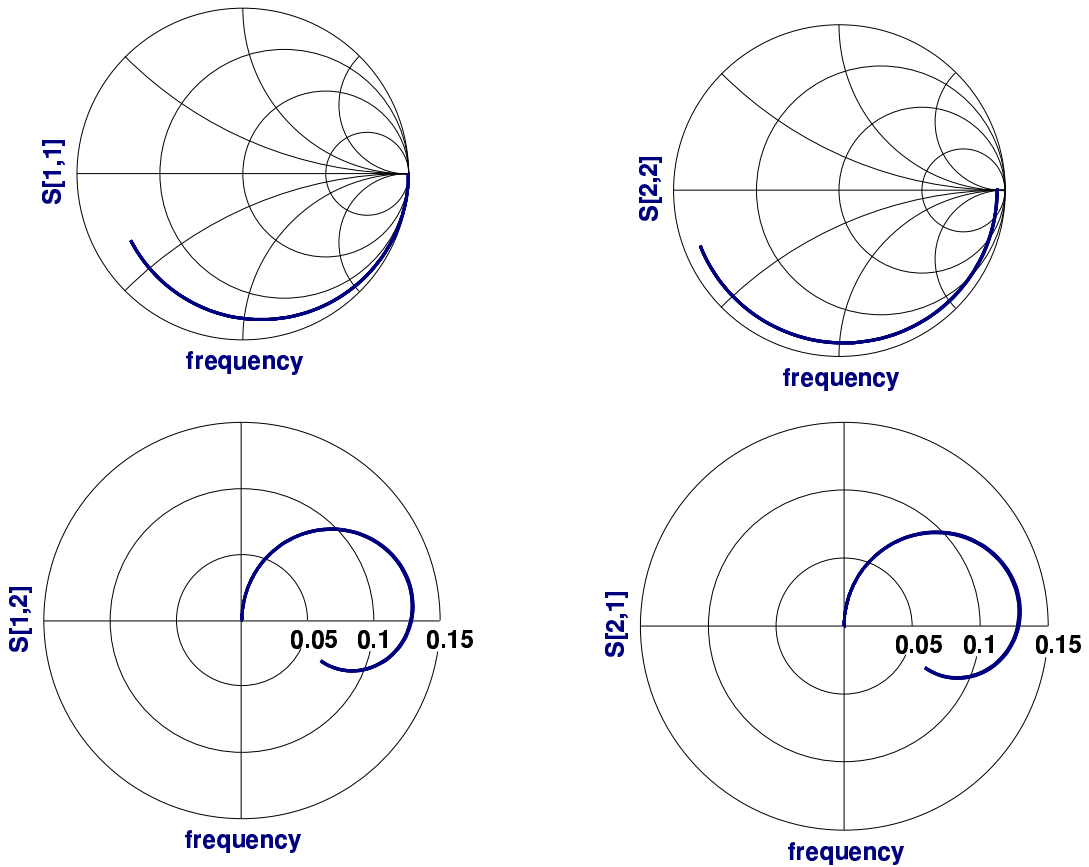 S[1,1]
frequency
S[2,2]
frequency
S[1,2]
0.05 0.1 0.15
frequency
S[2,1]
0.05 0.1 0.15
frequency